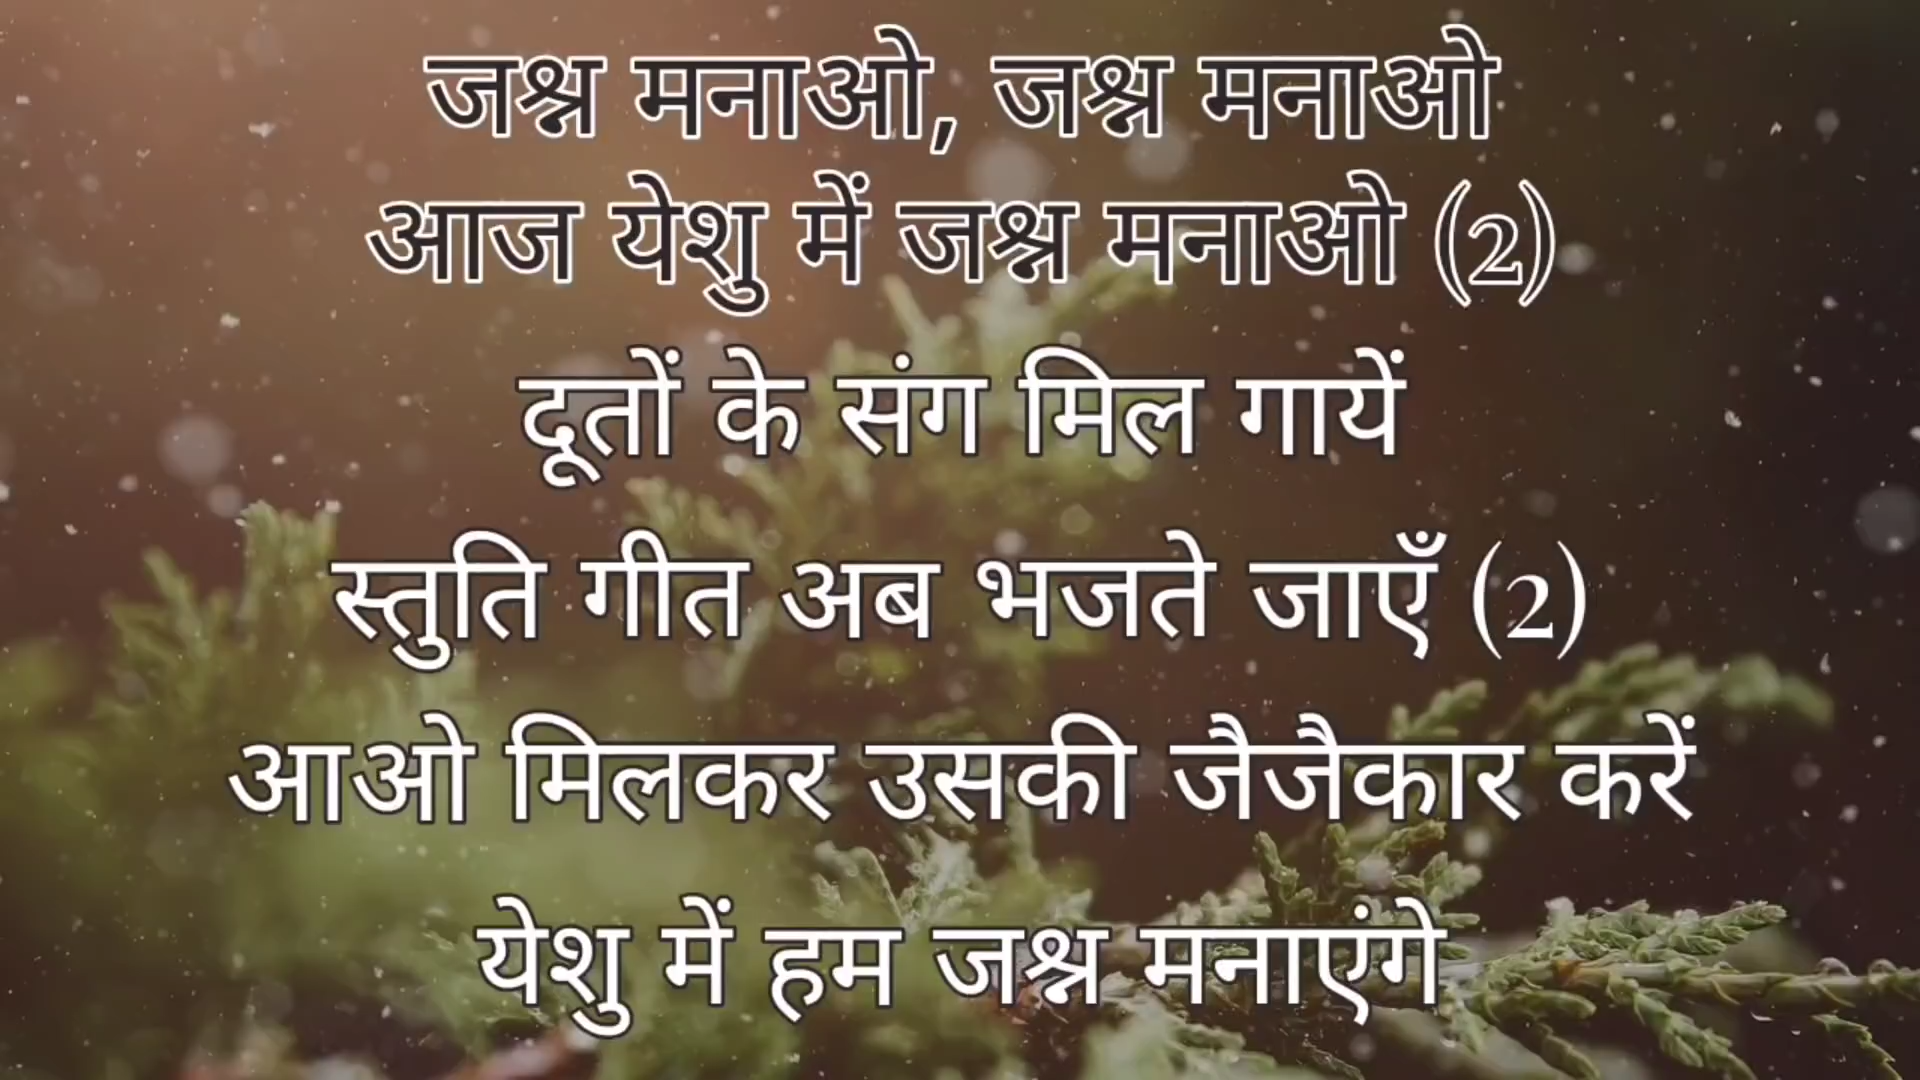 जश्न मनाओ, जश्न मनाओ
आज येशु में जश्न मनाओ (2)
दूतों के संग मिल गायें
स्तुति गीत अब भजते जाएँ (2)
आओ मिलकर उसकी जैजैकार करें
येशु में हम जश्न मनाएंगे